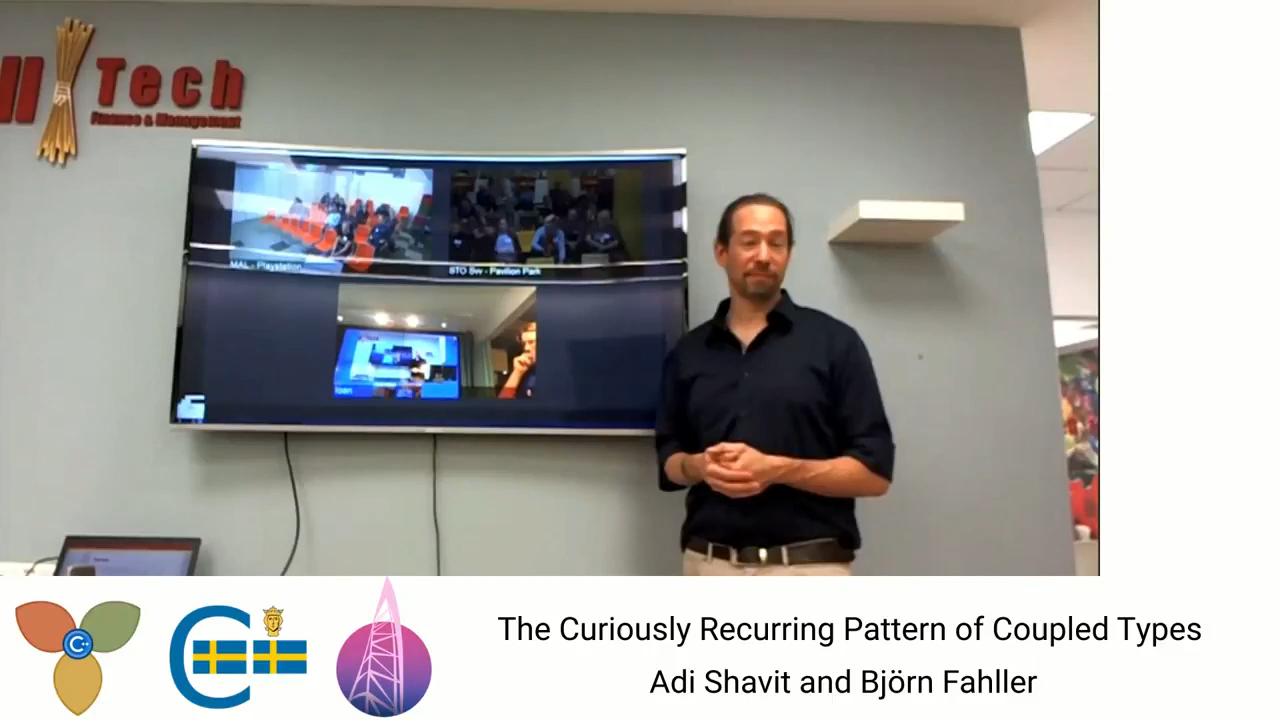 Tech
Finance & Management
MAL - Playstation
STO Sw - Pavilion Park
The Curiously Recurring Pattern of Coupled Types
Adi Shavit and Björn Fahller